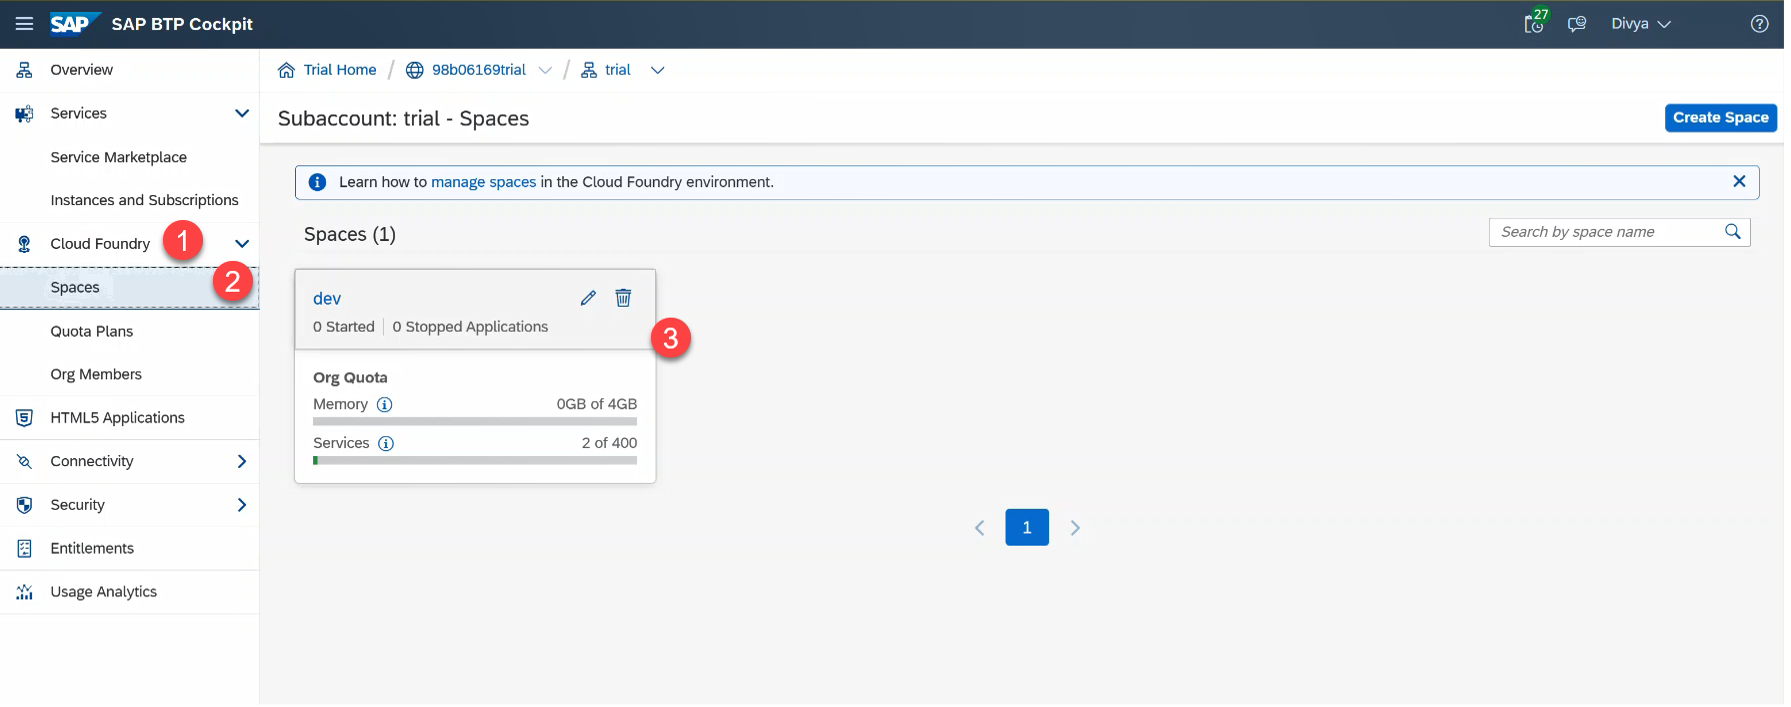 SAP SAP BTP Cockpit
27
Divya
Overview
Services
Service Marketplace
Instances and Subscriptions
Cloud Foundry
1
Spaces
2
Quota Plans
Org Members
HTML5 Applications
Connectivity
Security
Entitlements
Usage Analytics
Trial Home / 98b06169trial / trial
Subaccount: trial - Spaces
Create Space
Learn how to manage spaces in the Cloud Foundry environment.
Spaces (1)
Search by space name
dev
0 Started | 0 Stopped Applications
3
Org Quota
Memory 0GB of 4GB
Services 2 of 400
1